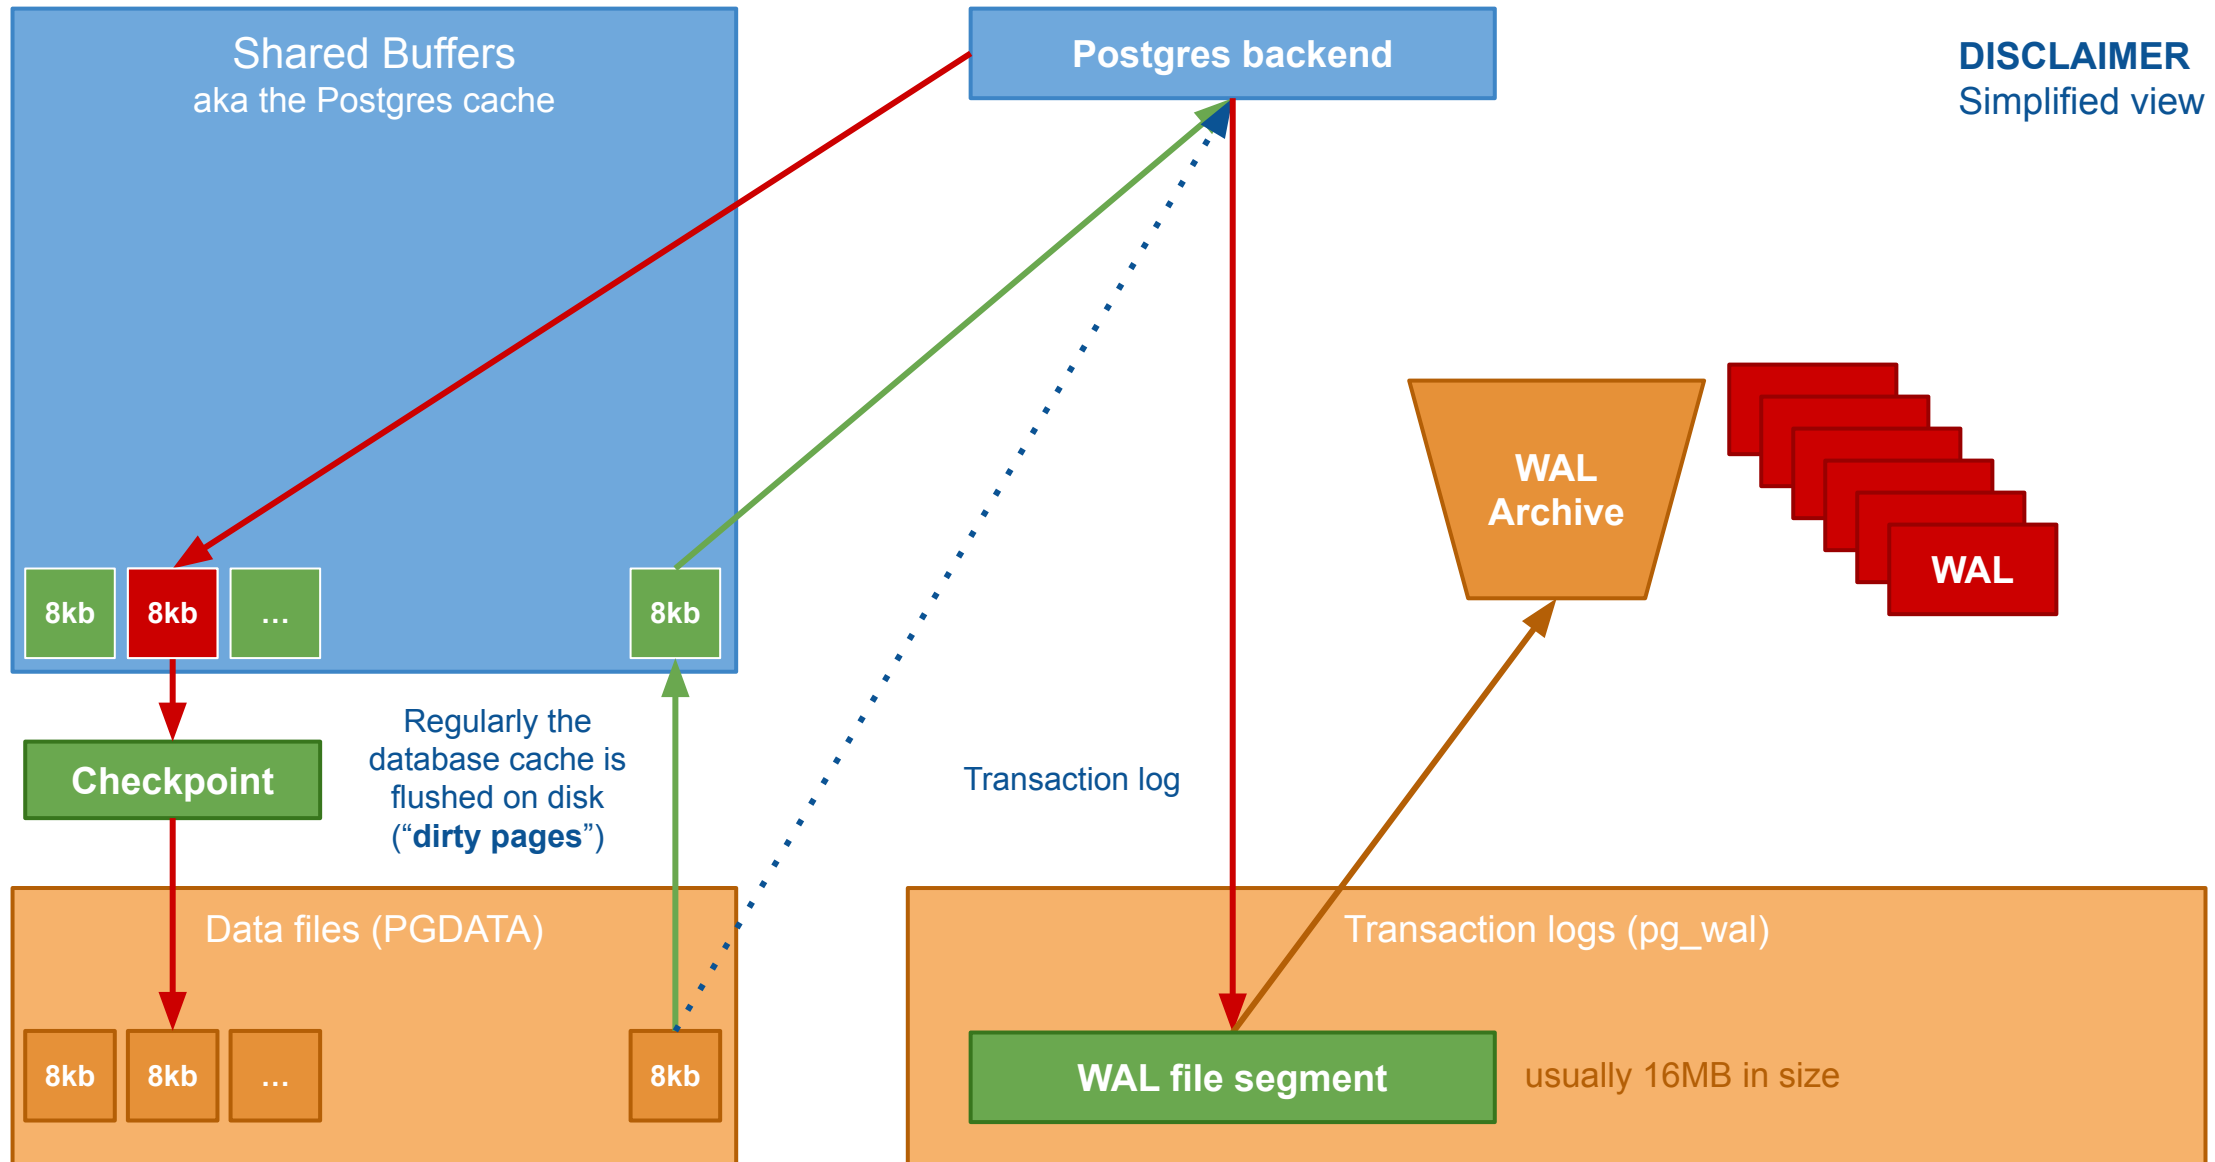 Shared Buffers
aka the Postgres cache
Postgres backend
DISCLAIMER
Simplified view
WAL
Archive
WAL
8kb
8kb
...
8kb
Checkpoint
Regularly the
database cache is
flushed on disk
(“dirty pages”)
Transaction log
Data files (PGDATA)
8kb
8kb
...
8kb
Transaction logs (pg_wal)
WAL file segment
usually 16MB in size